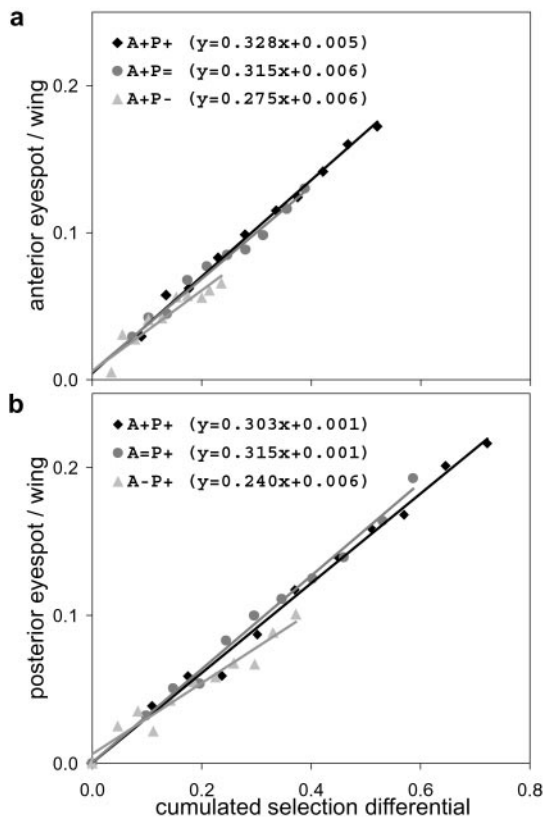 a
A+P+ (y=0.328x+0.005)
A+P= (y=0.315x+0.006)
A+P- (y=0.275x+0.006)
0.2
0.1
0.0
anterior eyespot / wing
b
A+P+ (y=0.303x+0.001)
A=P+ (y=0.315x+0.001)
A-P+ (y=0.240x+0.006)
0.2
0.1
0.0
posterior eyespot / wing
0.0 0.2 0.4 0.6 0.8
cumulated selection differential